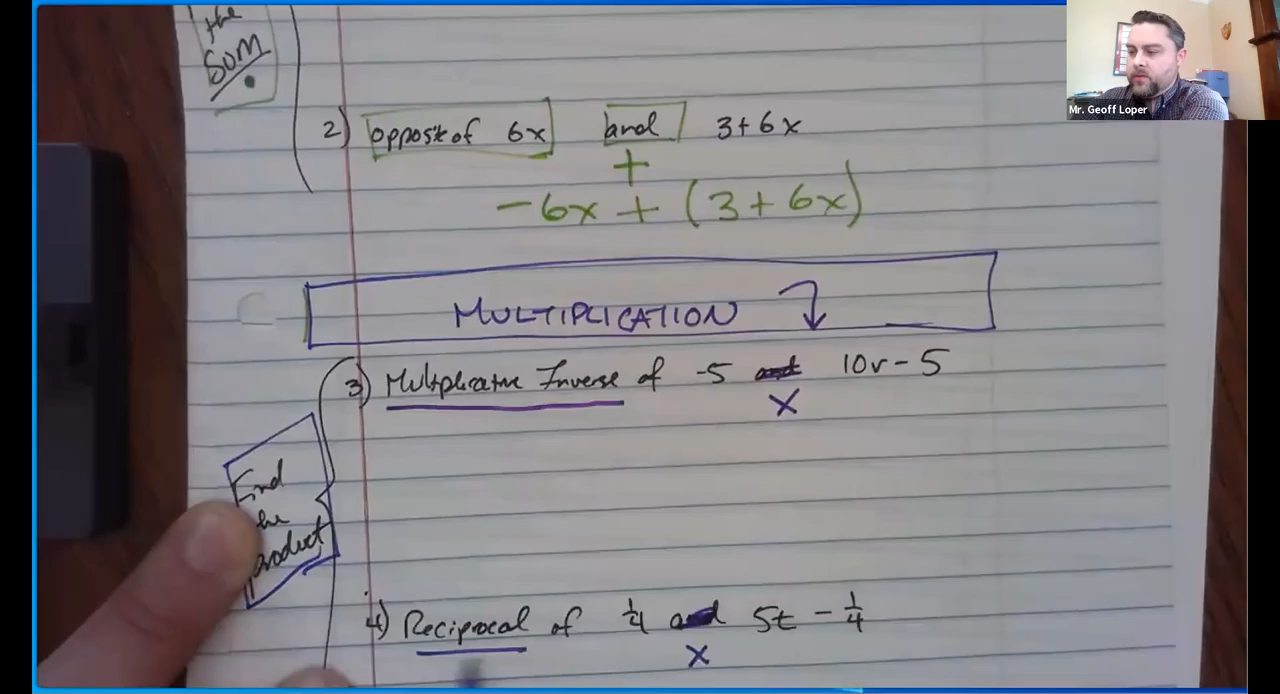 the
SUM
Mr. Geoff Loper
2) opposite of 6x and 3+6x
+
-6x + (3+6x)
MULTIPLICATION
3) Multiplicative Inverse of -5 and 10v-5
x
Find
the
product
4) Reciprocal of 1/4 and 5t - 1/4
x